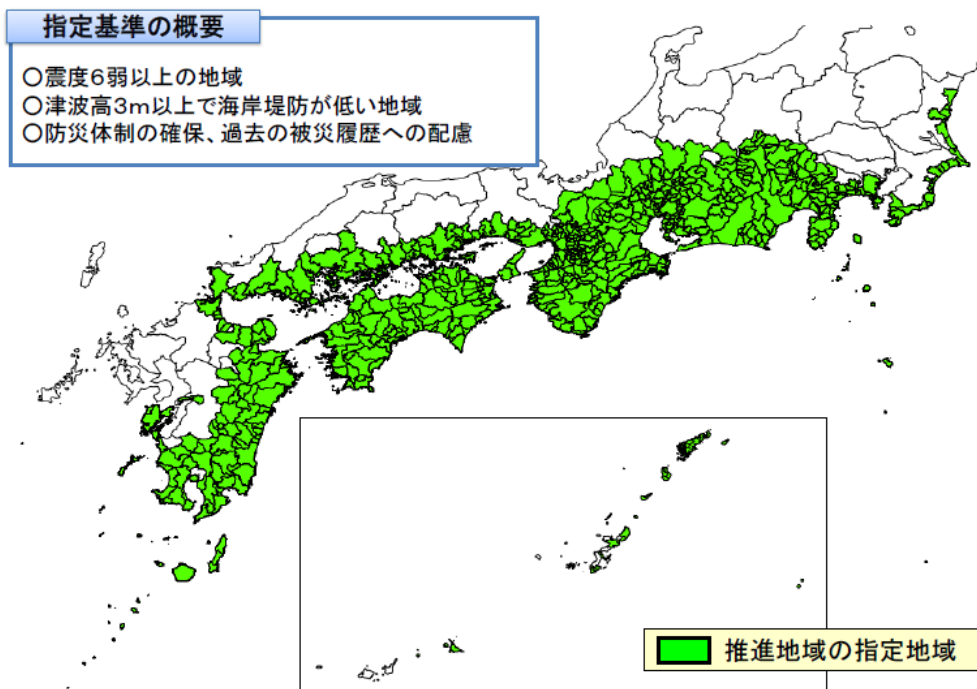 指定基準の概要
○震度6弱以上の地域
○津波高3m以上で海岸堤防が低い地域
○防災体制の確保、過去の被災履歴への配慮
推進地域の指定地域